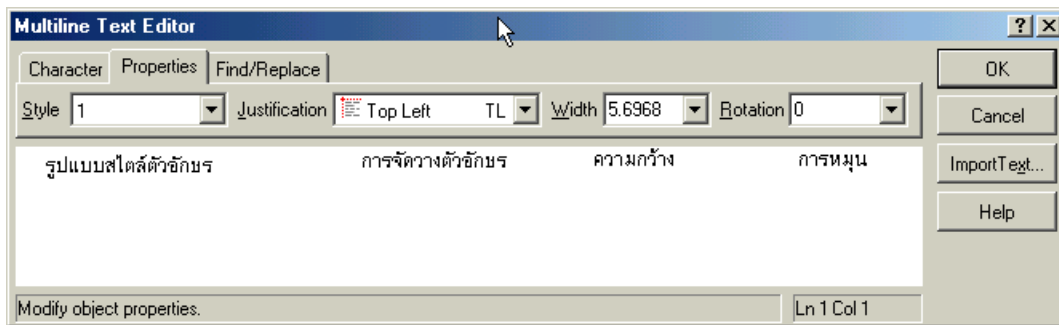 Multiline Text Editor
Character Properties Find/Replace OK
Style 1 Justification Top Left TL Width 5.6968 Rotation 0 Cancel
รูปแบบสไตล์ตัวอักษร การจัดวางตัวอักษร ความกว้าง การหมุน ImportText...
Help
Modify object properties. Ln 1 Col 1